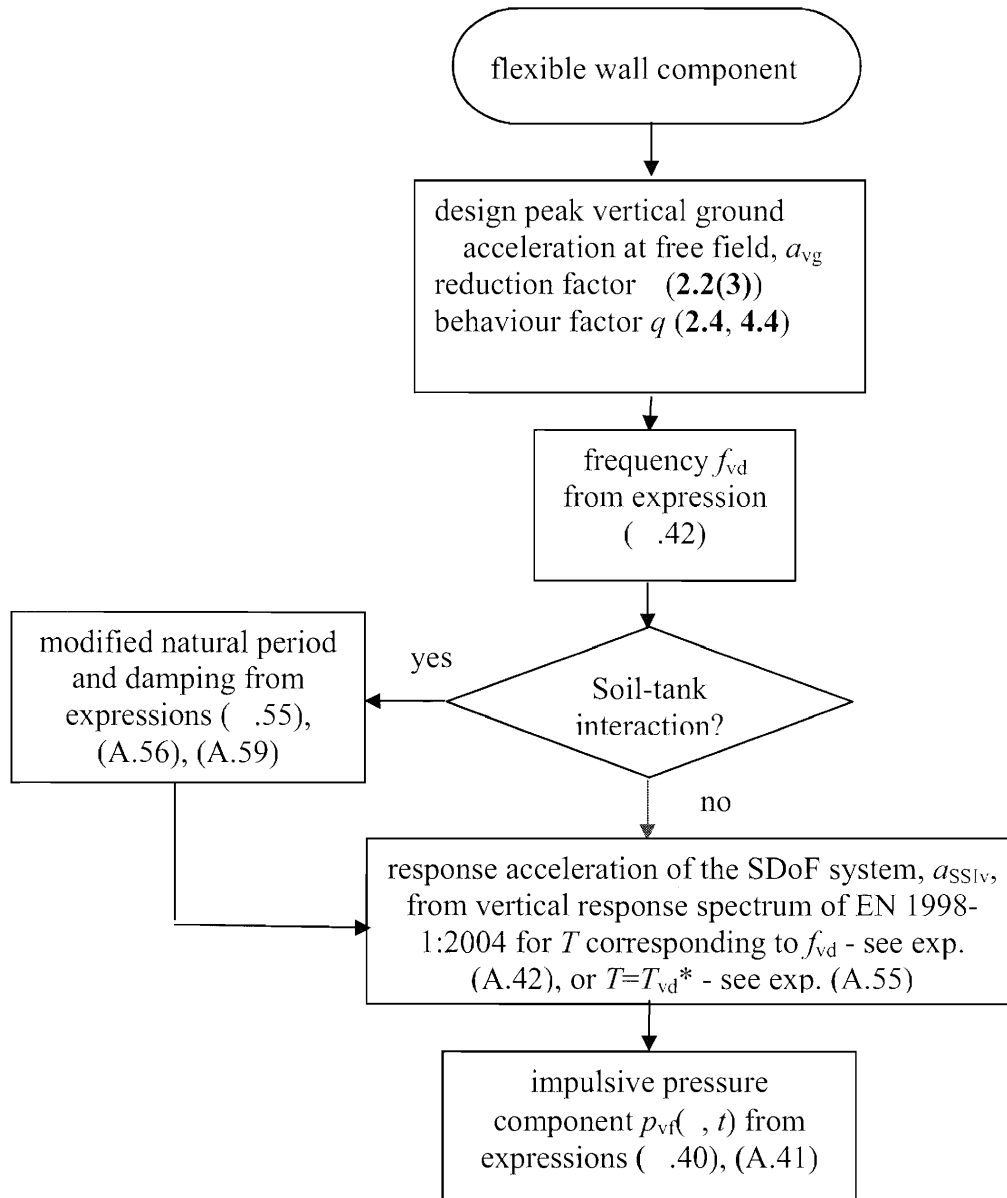 flexible wall component
design peak vertical ground
acceleration at free field, avg
reduction factor (2.2(3))
behaviour factor q (2.4, 4.4)
frequency fvd
from expression
( .42)
modified natural period
and damping from
expressions ( .55),
(A.56), (A.59)
yes
Soil-tank
interaction?
no
response acceleration of the SDoF system, aSSIv,
from vertical response spectrum of EN 1998-
1:2004 for T corresponding to fvd - see exp.
(A.42), or T=Tvd* - see exp. (A.55)
impulsive pressure
component pvf( , t) from
expressions ( .40), (A.41)